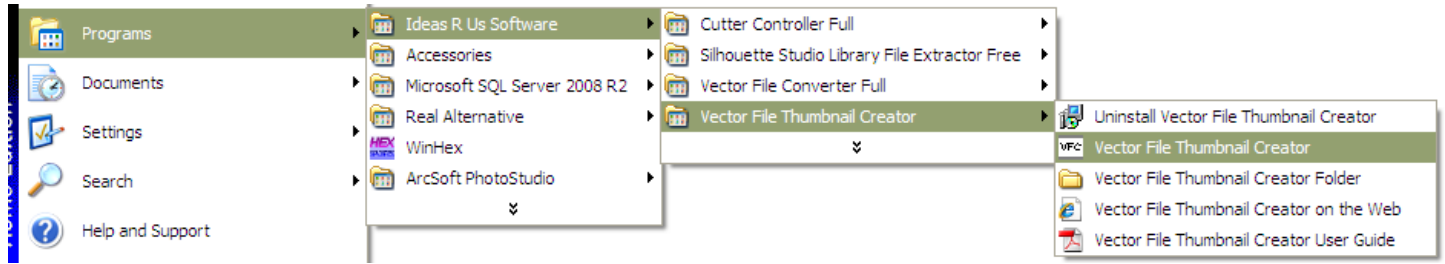 Programs
Documents
Settings
Search
Help and Support
Ideas R Us Software
Accessories
Microsoft SQL Server 2008 R2
Real Alternative
WinHex
ArcSoft PhotoStudio
Cutter Controller Full
Silhouette Studio Library File Extractor Free
Vector File Converter Full
Vector File Thumbnail Creator
Uninstall Vector File Thumbnail Creator
VFC Vector File Thumbnail Creator
Vector File Thumbnail Creator Folder
Vector File Thumbnail Creator on the Web
Vector File Thumbnail Creator User Guide